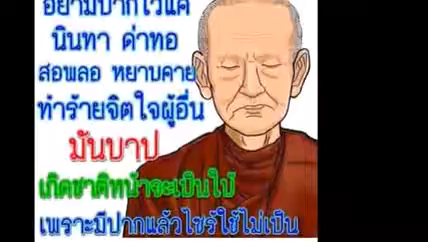 อย่ามีปากไว้แค่
นินทา ด่าทอ
สอพลอ หยาบคาย
ทำร้ายจิตใจผู้อื่น
มันบาป
เกิดชาติหน้าจะเป็นใบ้
เพราะมีปากแล้วไซร้ใช้ไม่เป็น